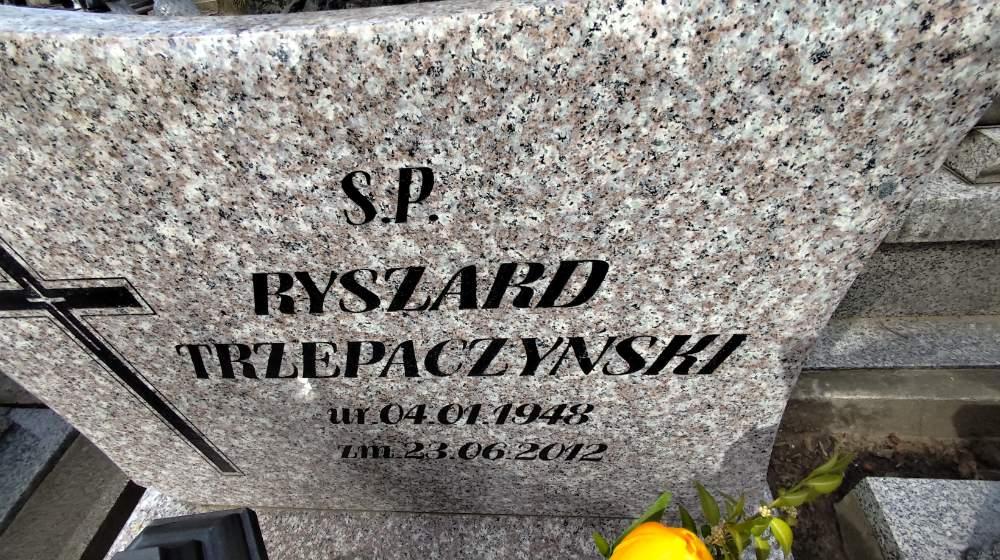 S.P.
RYSZARD
TRZEPACZYŃSKI
ur.04.01.1948
zm.23.06.2012